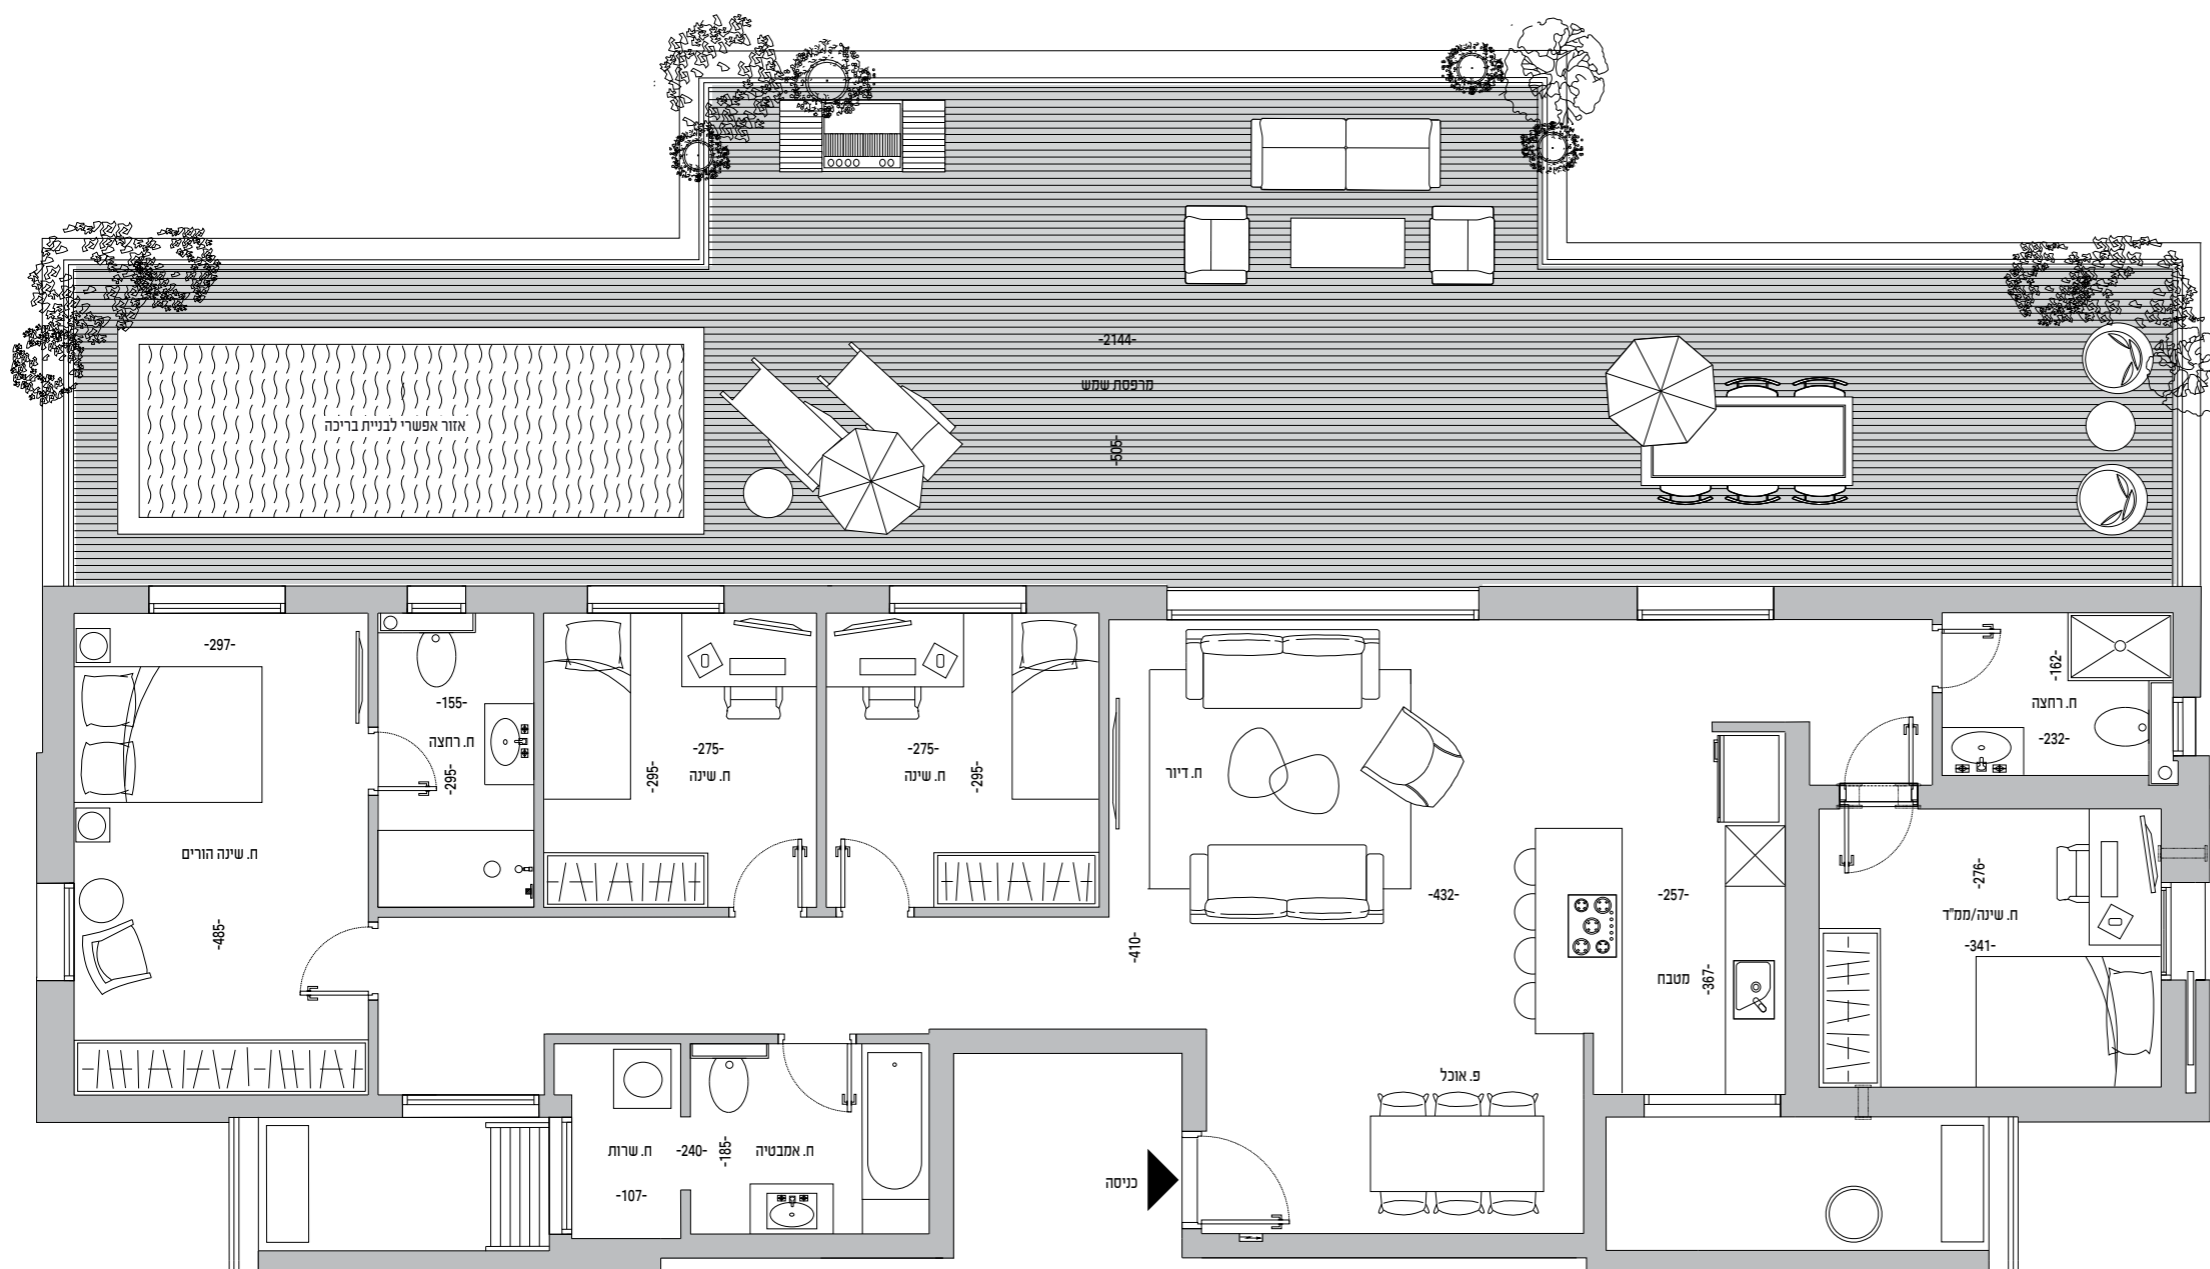 -2144-
מרפסת שמש
אזור אפשרי לבניית בריכה
-505-
-297-
-162-
ח. רחצה
-155-
-232-
ח. רחצה
-275-
-275-
ח. דיור
-295-
-295-
ח. שינה
ח. שינה
-295-
ח. שינה הורים
-276-
-432-
-257-
ח. שינה/ממ"ד
-485-
-410-
-341-
מטבח
-367-
פ. אוכל
ח. שרות
-240-
-185-
ח. אמבטיה
כניסה
-107-